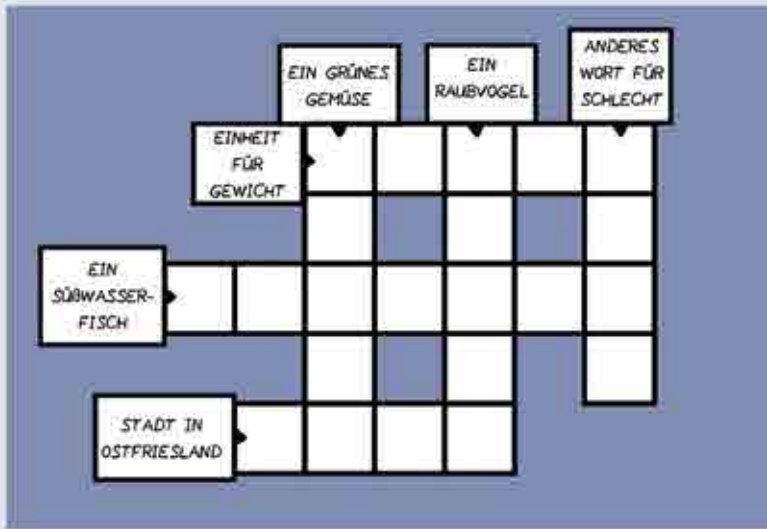 EIN GRÜNES
GEMÜSE
EIN
RAUBVOGEL
ANDERES
WORT FÜR
SCHLECHT
EINHEIT
FÜR
GEWICHT
EIN
SÜßWASSER-
FISCH
STADT IN
OSTFRIESLAND